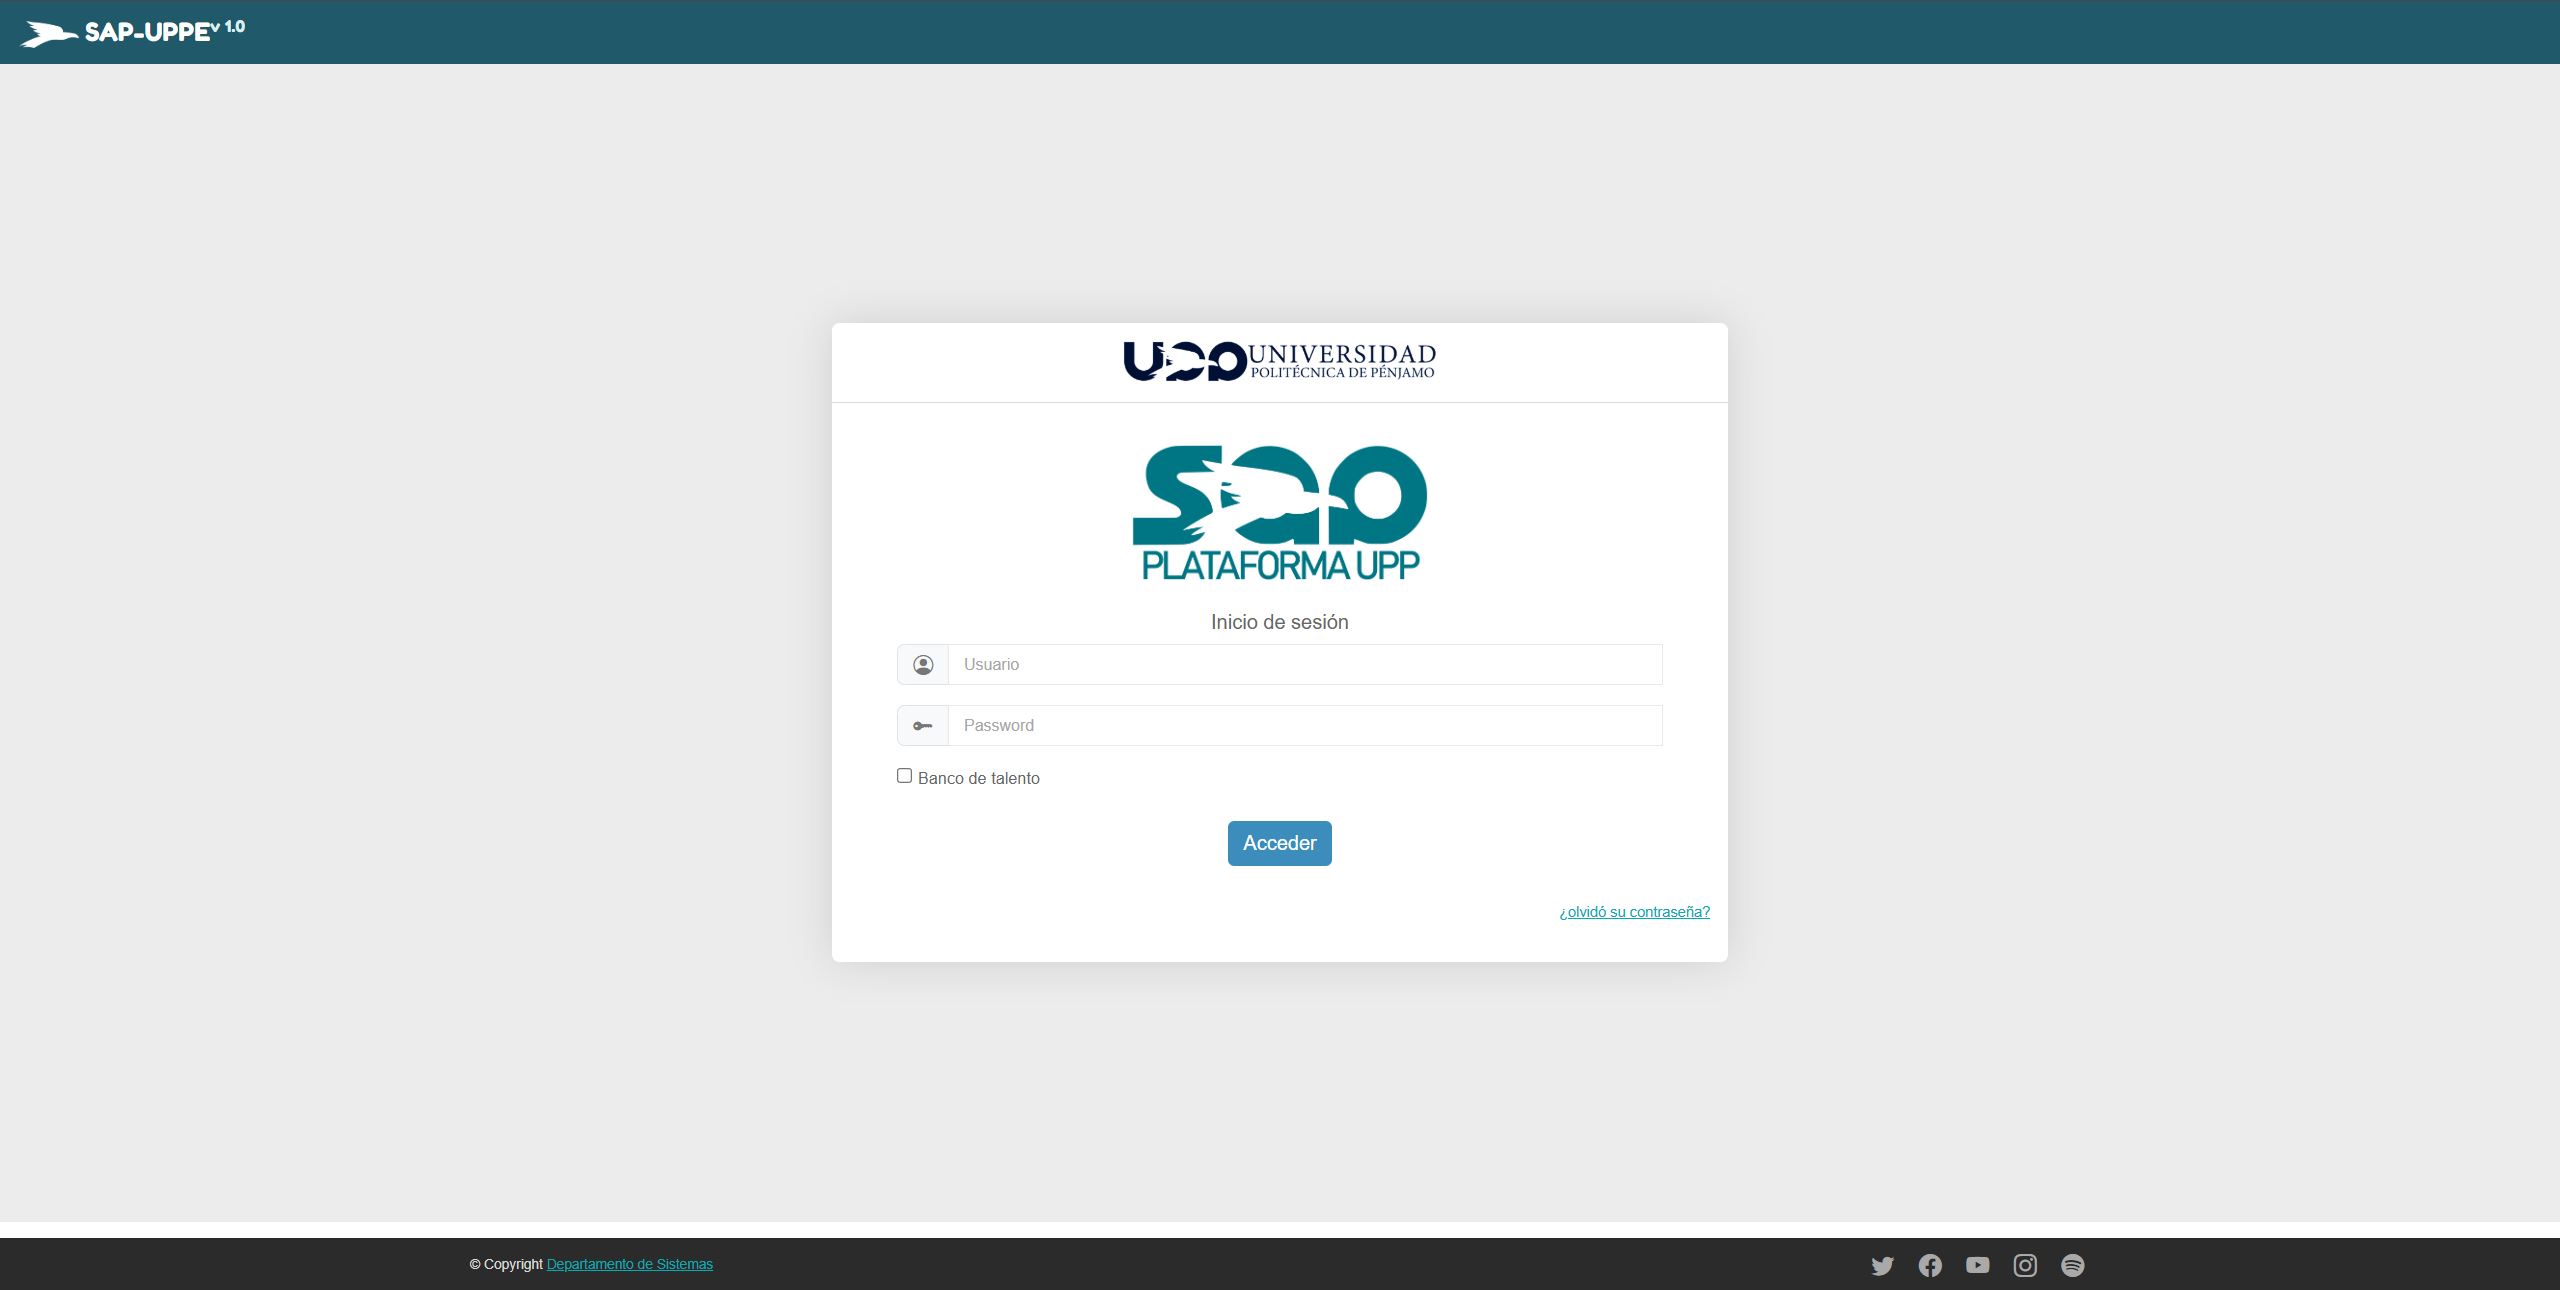 SAP-UPPE v 1.0
upp UNIVERSIDAD
POLITÉCNICA DE PÉNJAMO
sap
PLATAFORMA UPP
Inicio de sesión
Usuario
Password
Banco de talento
Acceder
¿olvidó su contraseña?
© Copyright Departamento de Sistemas